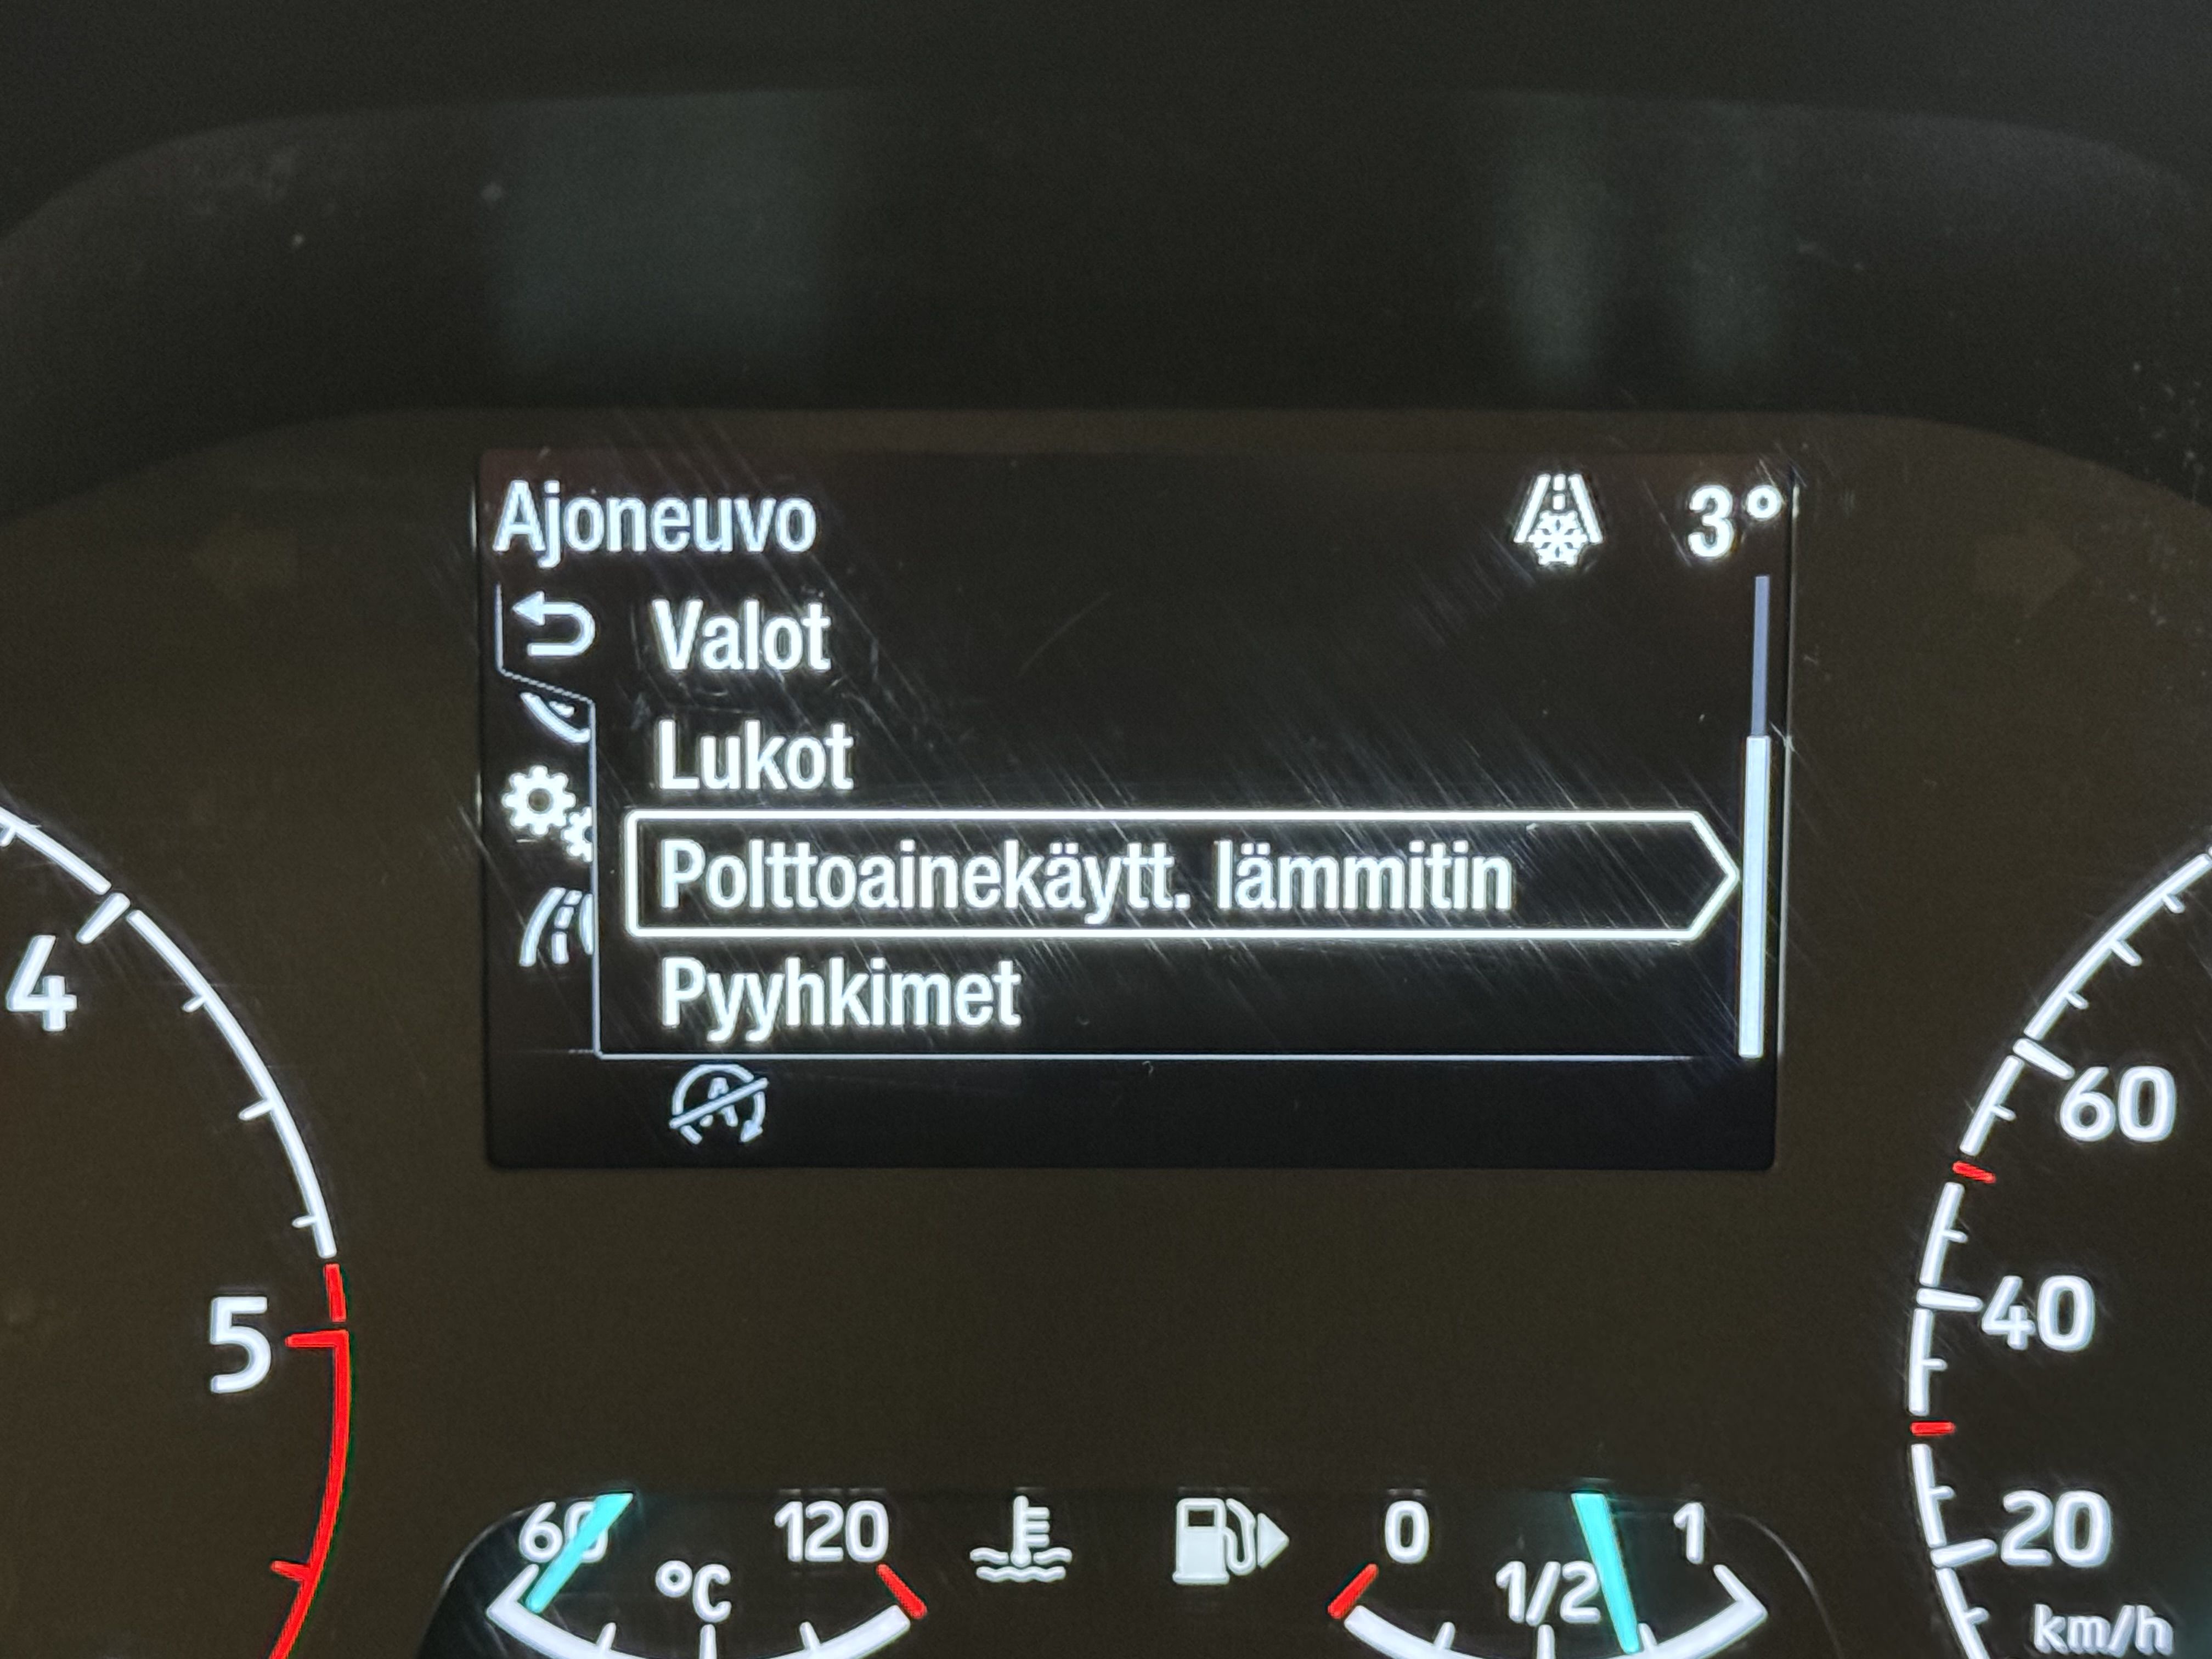 Ajoneuvo
3°
Valot
Lukot
Polttoainekäytt. lämmitin
Pyyhkimet
A
4
5
60
40
20
km/h
60
120
°C
0
1/2
1